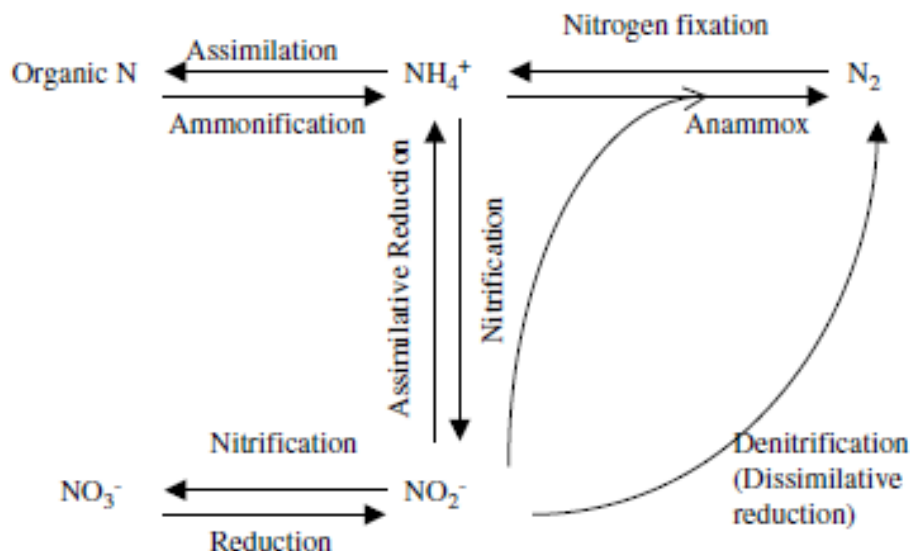 Nitrogen fixation
Assimilation
Organic N
NH₄⁺
N₂
Ammonification
Anammox
Assimilative Reduction
Nitrification
Nitrification
Denitrification
(Dissimilative
reduction)
NO₃⁻
NO₂⁻
Reduction